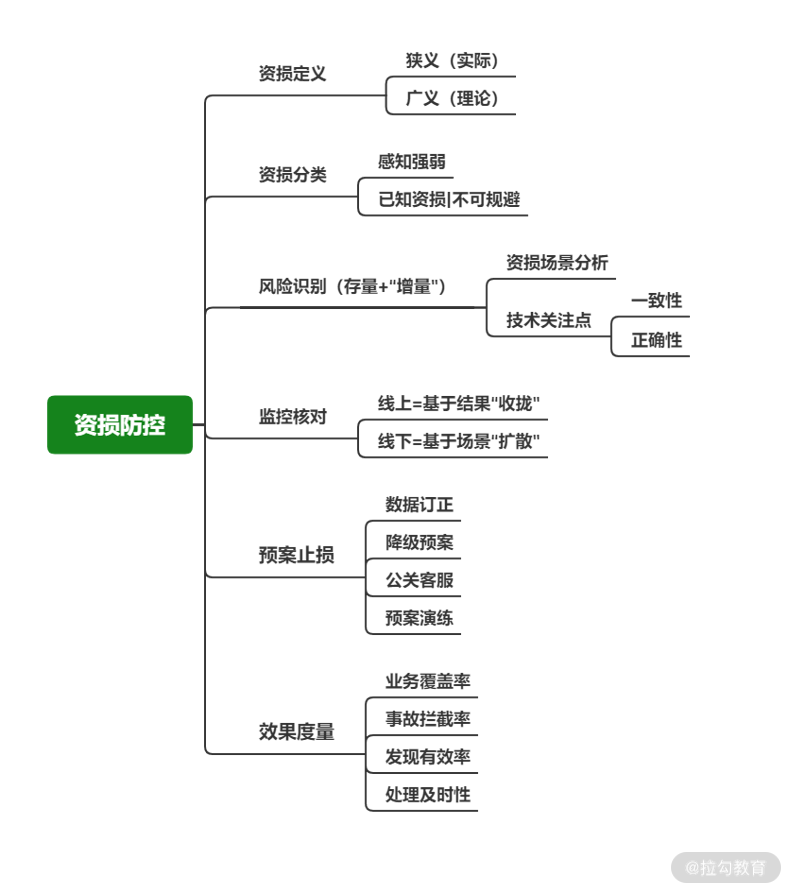 资损定义
狭义（实际）
广义（理论）
资损分类
感知强弱
已知资损|不可规避
风险识别（存量+“增量”）
资损场景分析
技术关注点
一致性
正确性
资损防控
监控核对
线上=基于结果“收拢”
线下=基于场景“扩散”
预案止损
数据订正
降级预案
公关客服
预案演练
效果度量
业务覆盖率
事故拦截率
发现有效率
处理及时性
@拉勾教育